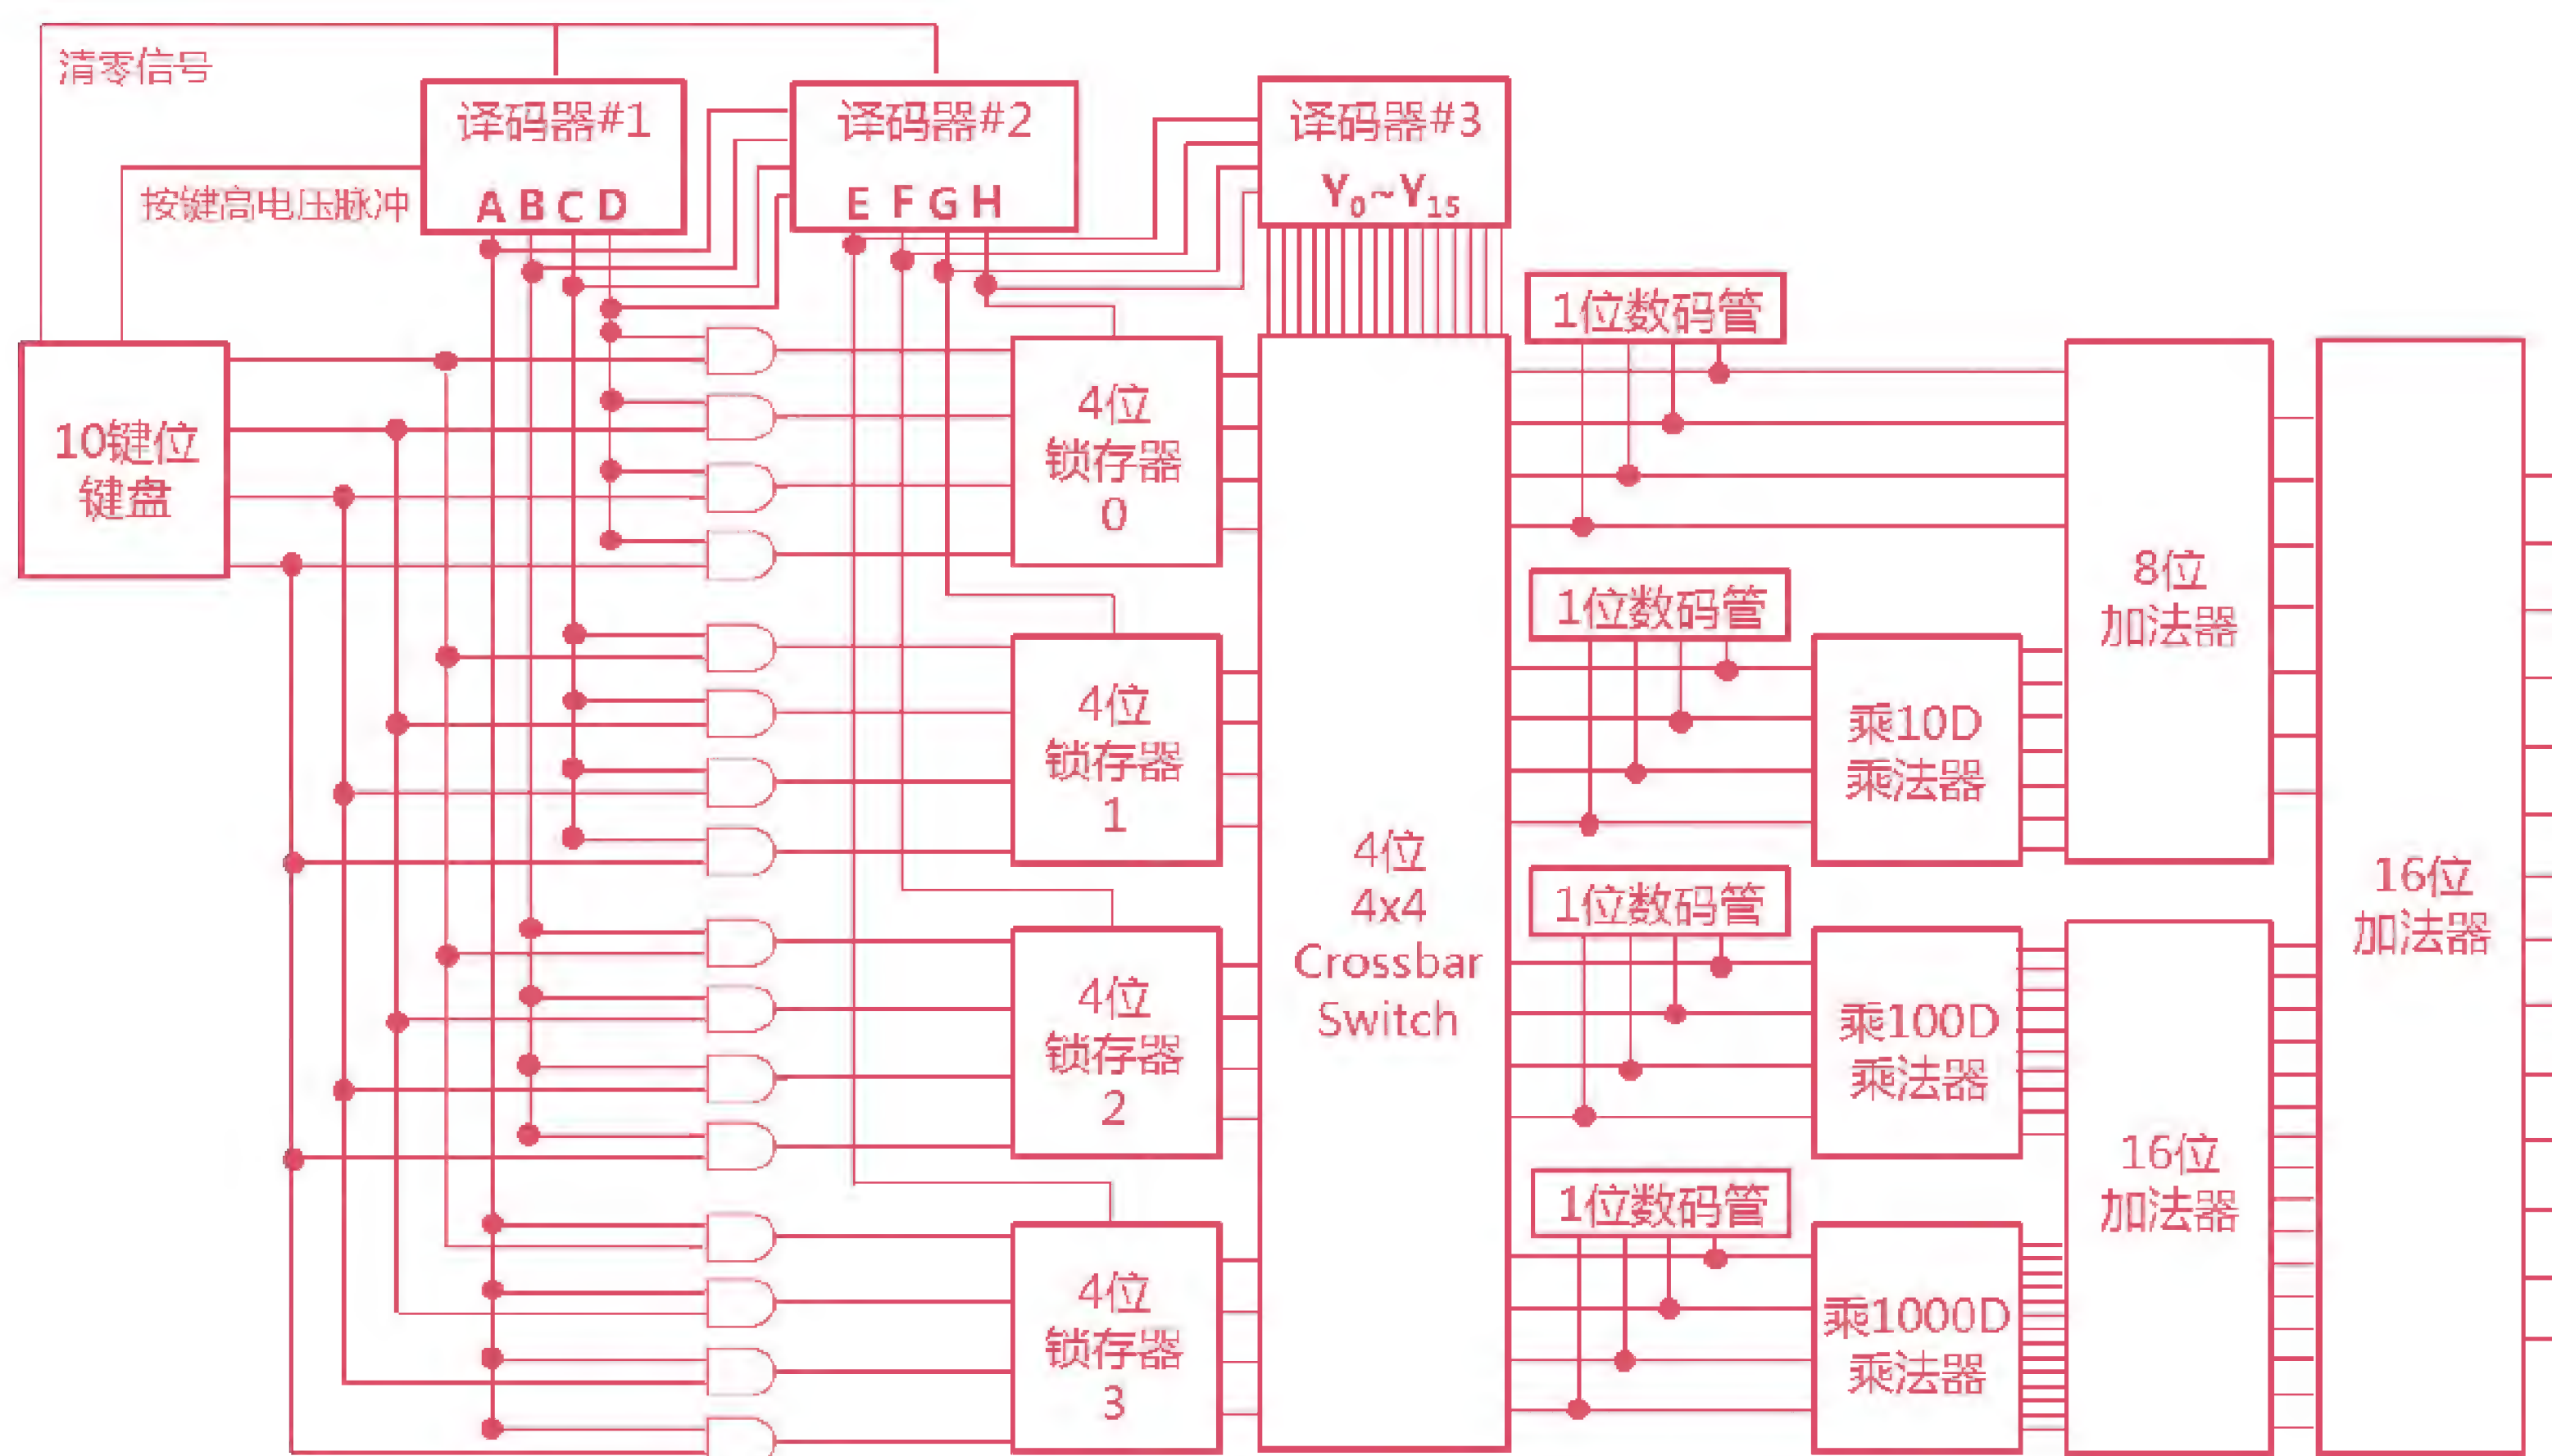 清零信号
译码器#1
译码器#2
译码器#3
按键高电压脉冲
A B C D
E F G H
Y0~Y15
1位数码管
10键位
键盘
4位
锁存器
0
8位
加法器
1位数码管
4位
锁存器
1
乘10D
乘法器
4位
4x4
Crossbar
Switch
16位
加法器
1位数码管
4位
锁存器
2
乘100D
乘法器
16位
加法器
1位数码管
4位
锁存器
3
乘1000D
乘法器